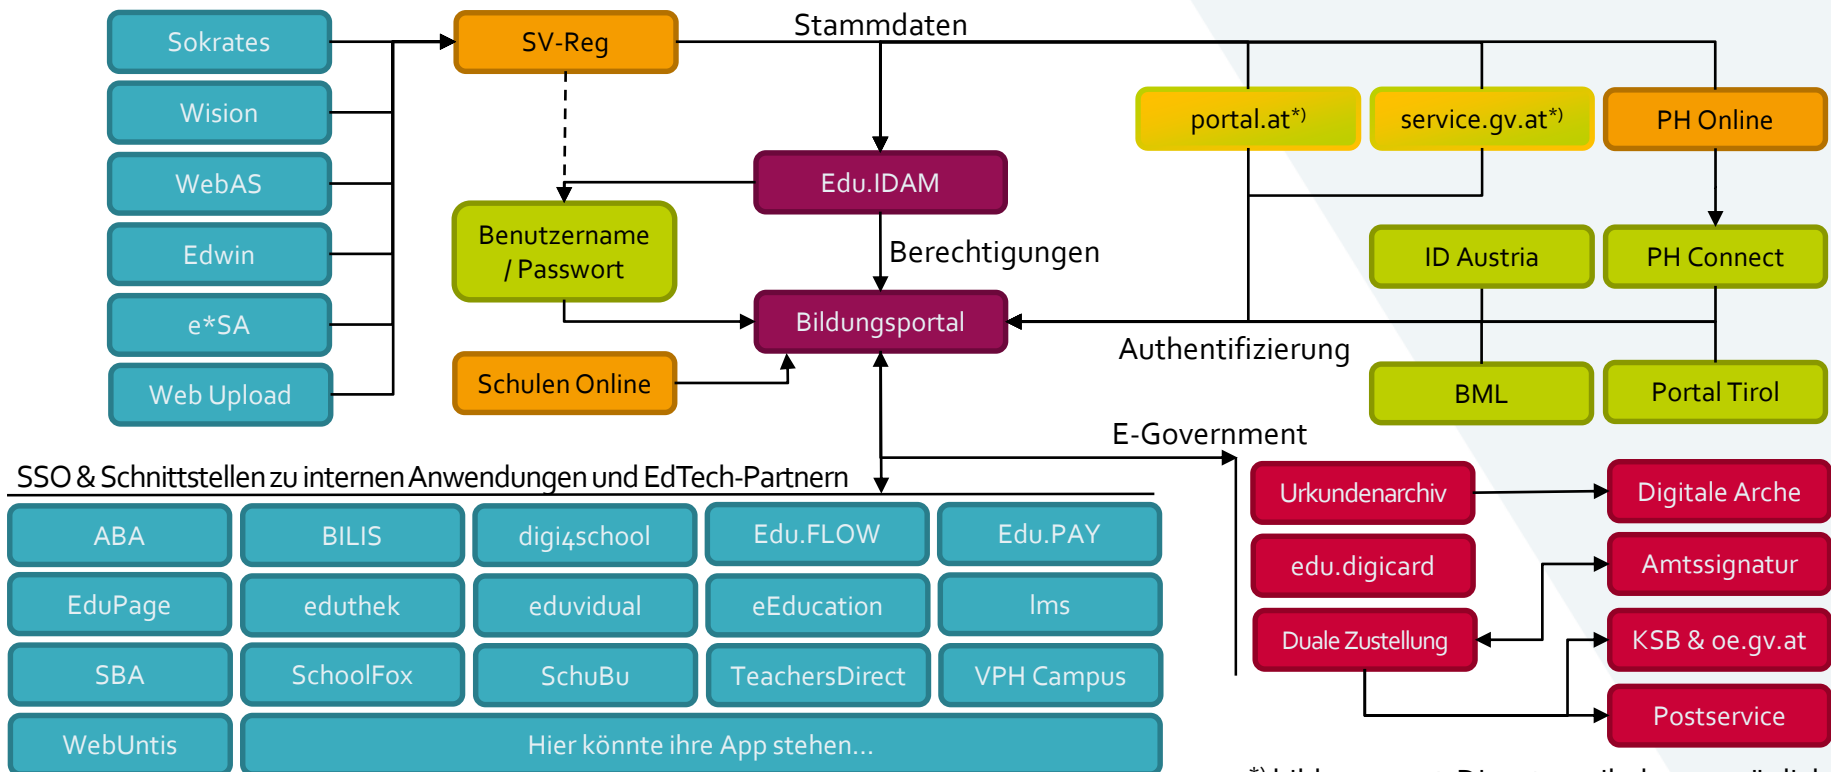 Sokrates
SV-Reg
Stammdaten
Wision
portal.at*)
service.gv.at*)
PH Online
WebAS
Edu.IDAM
Edwin
Benutzername
/ Passwort
Berechtigungen
ID Austria
PH Connect
e*SA
Bildungsportal
Authentifizierung
Web Upload
Schulen Online
BML
Portal Tirol
E-Government
SSO & Schnittstellen zu internen Anwendungen und EdTech-Partnern
Urkundenarchiv
Digitale Arche
ABA
BILIS
digi4school
Edu.FLOW
Edu.PAY
edu.digicard
Amtssignatur
EduPage
eduthek
eduvidual
eEducation
lms
Duale Zustellung
KSB & oe.gv.at
SBA
SchoolFox
SchuBu
TeachersDirect
VPH Campus
Postservice
WebUntis
Hier könnte ihre App stehen...